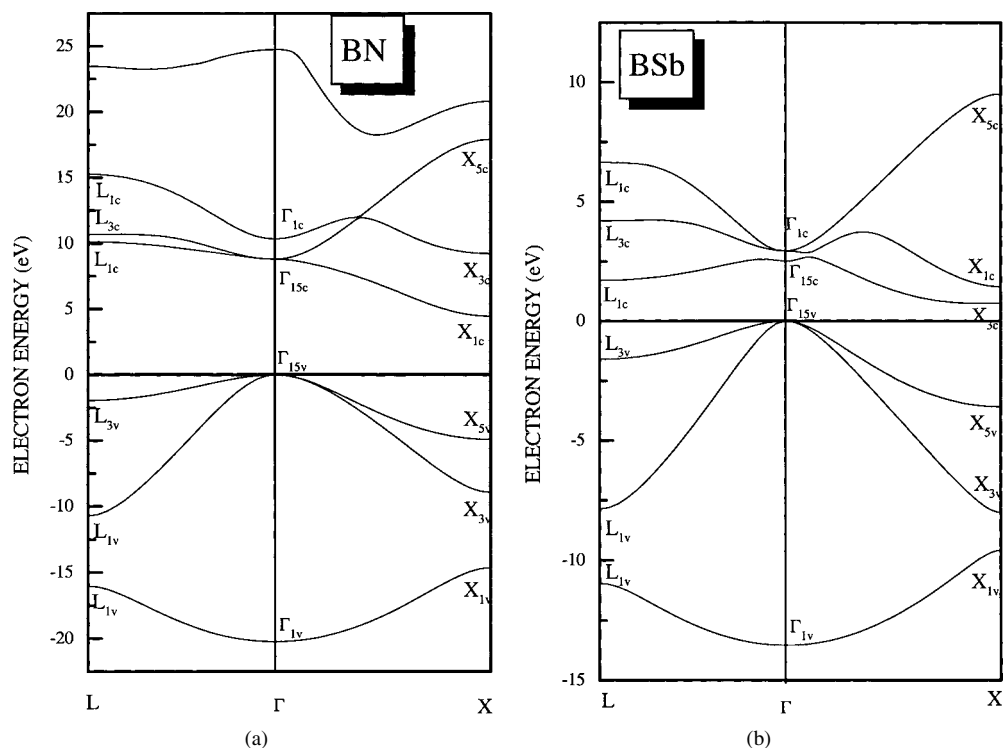 BN
25
20
15
10
5
0
-5
-10
-15
-20
ELECTRON ENERGY (eV)
L1c
L3c
L1c
L3v
L1v
L1v
Γ1c
Γ15c
Γ15v
Γ1v
X5c
X3c
X1c
X5v
X3v
X1v
L
Γ
X
(a)
BSb
10
5
0
-5
-10
-15
ELECTRON ENERGY (eV)
L1c
L3c
L1c
L3v
L1v
L1v
Γ1c
Γ15c
Γ15v
Γ1v
X5c
X1c
X3c
X5v
X3v
X1v
L
Γ
X
(b)